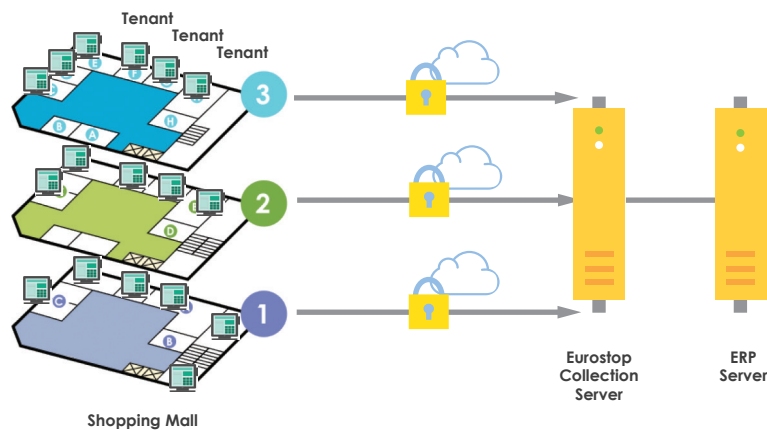 Tenant
Tenant
Tenant
E
F
C
B
A
H
3
E
D
2
C
B
1
Shopping Mall
Eurostop
Collection
Server
ERP
Server